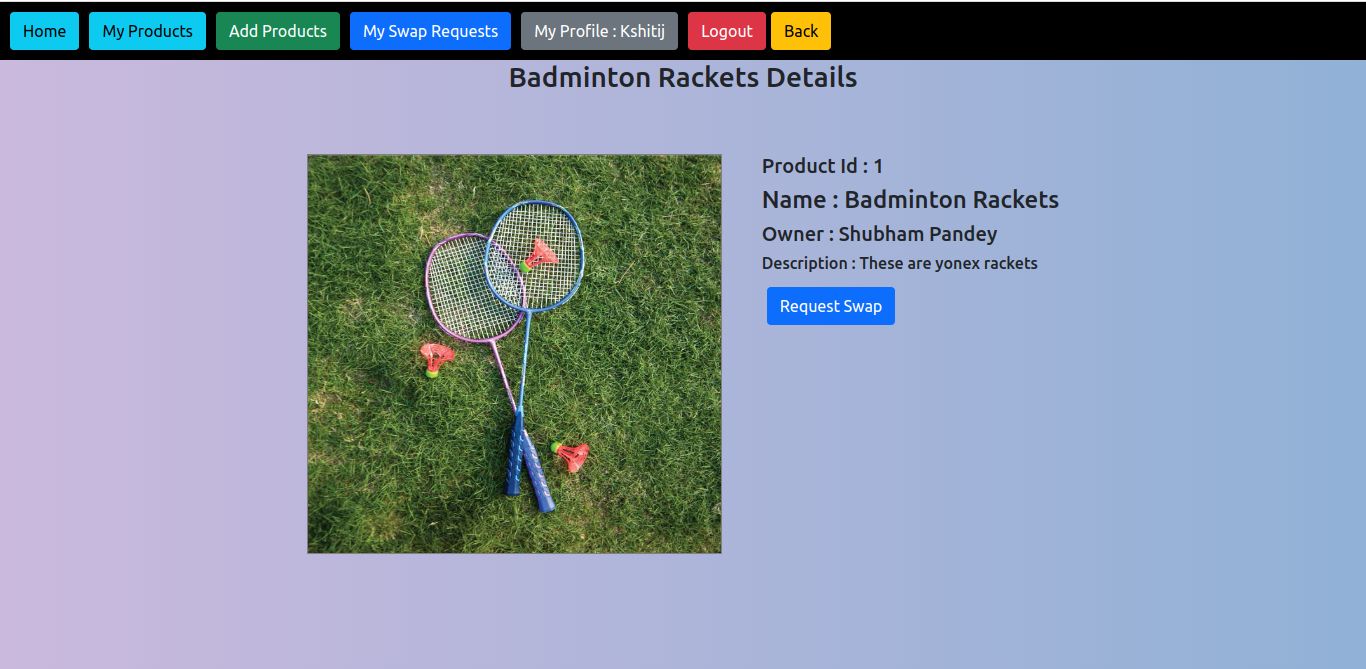 Home My Products Add Products My Swap Requests My Profile : Kshitij Logout Back
Badminton Rackets Details
Product Id : 1
Name : Badminton Rackets
Owner : Shubham Pandey
Description : These are yonex rackets
Request Swap